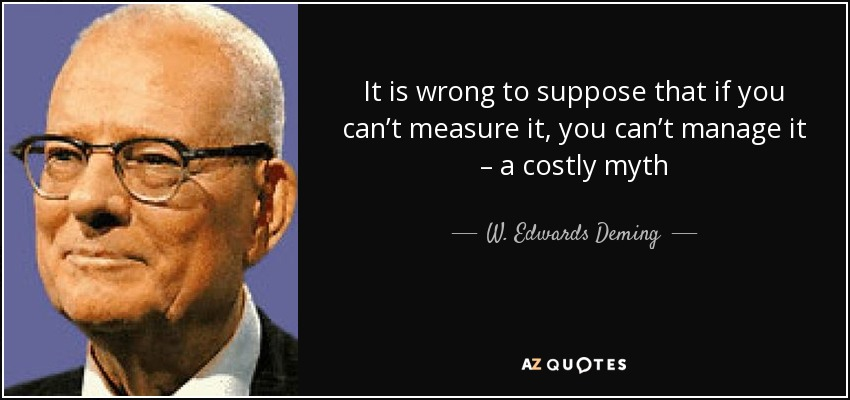 It is wrong to suppose that if you
can’t measure it, you can’t manage it
– a costly myth
W. Edwards Deming
AZ QUOTES